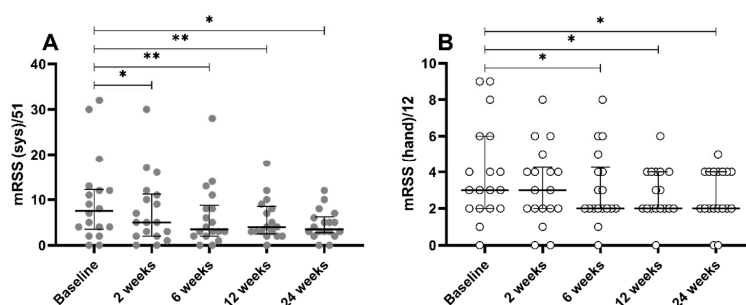 A
*
**
**
*
mRSS (sys)/51
40
30
20
10
0
Baseline
2 weeks
6 weeks
12 weeks
24 weeks
B
*
*
*
mRSS (hand)/12
10
8
6
4
2
0
Baseline
2 weeks
6 weeks
12 weeks
24 weeks